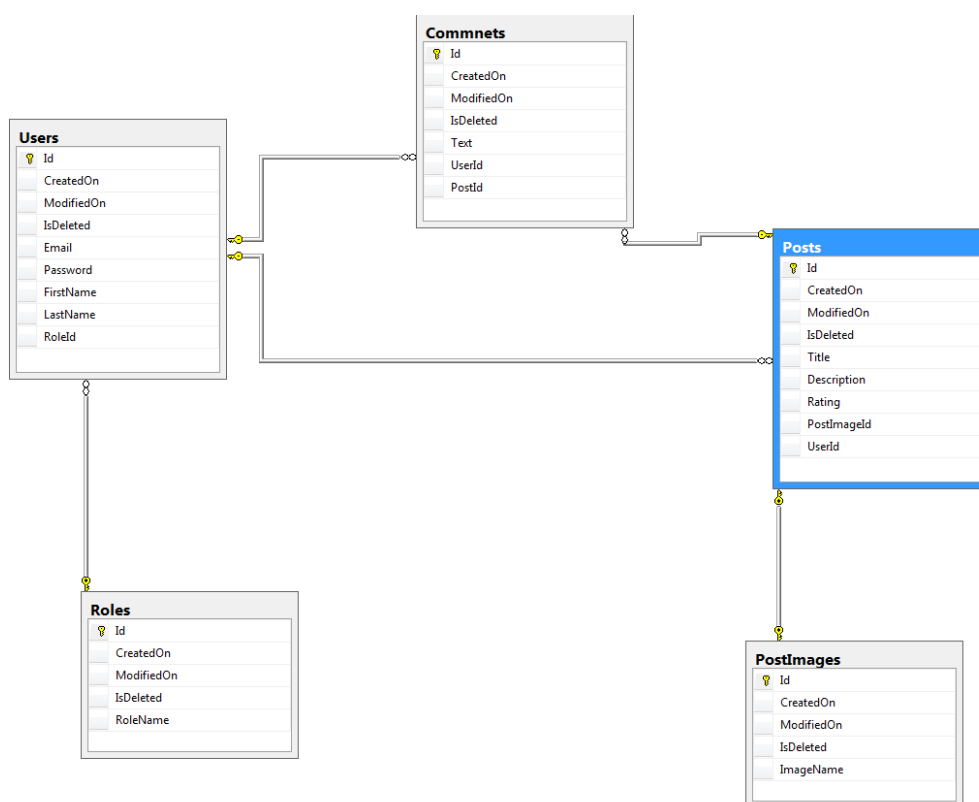 Commnets
Id
CreatedOn
ModifiedOn
IsDeleted
Text
UserId
PostId
Users
Id
CreatedOn
ModifiedOn
IsDeleted
Email
Password
FirstName
LastName
RoleId
Posts
Id
CreatedOn
ModifiedOn
IsDeleted
Title
Description
Rating
PostImageId
UserId
Roles
Id
CreatedOn
ModifiedOn
IsDeleted
RoleName
PostImages
Id
CreatedOn
ModifiedOn
IsDeleted
ImageName